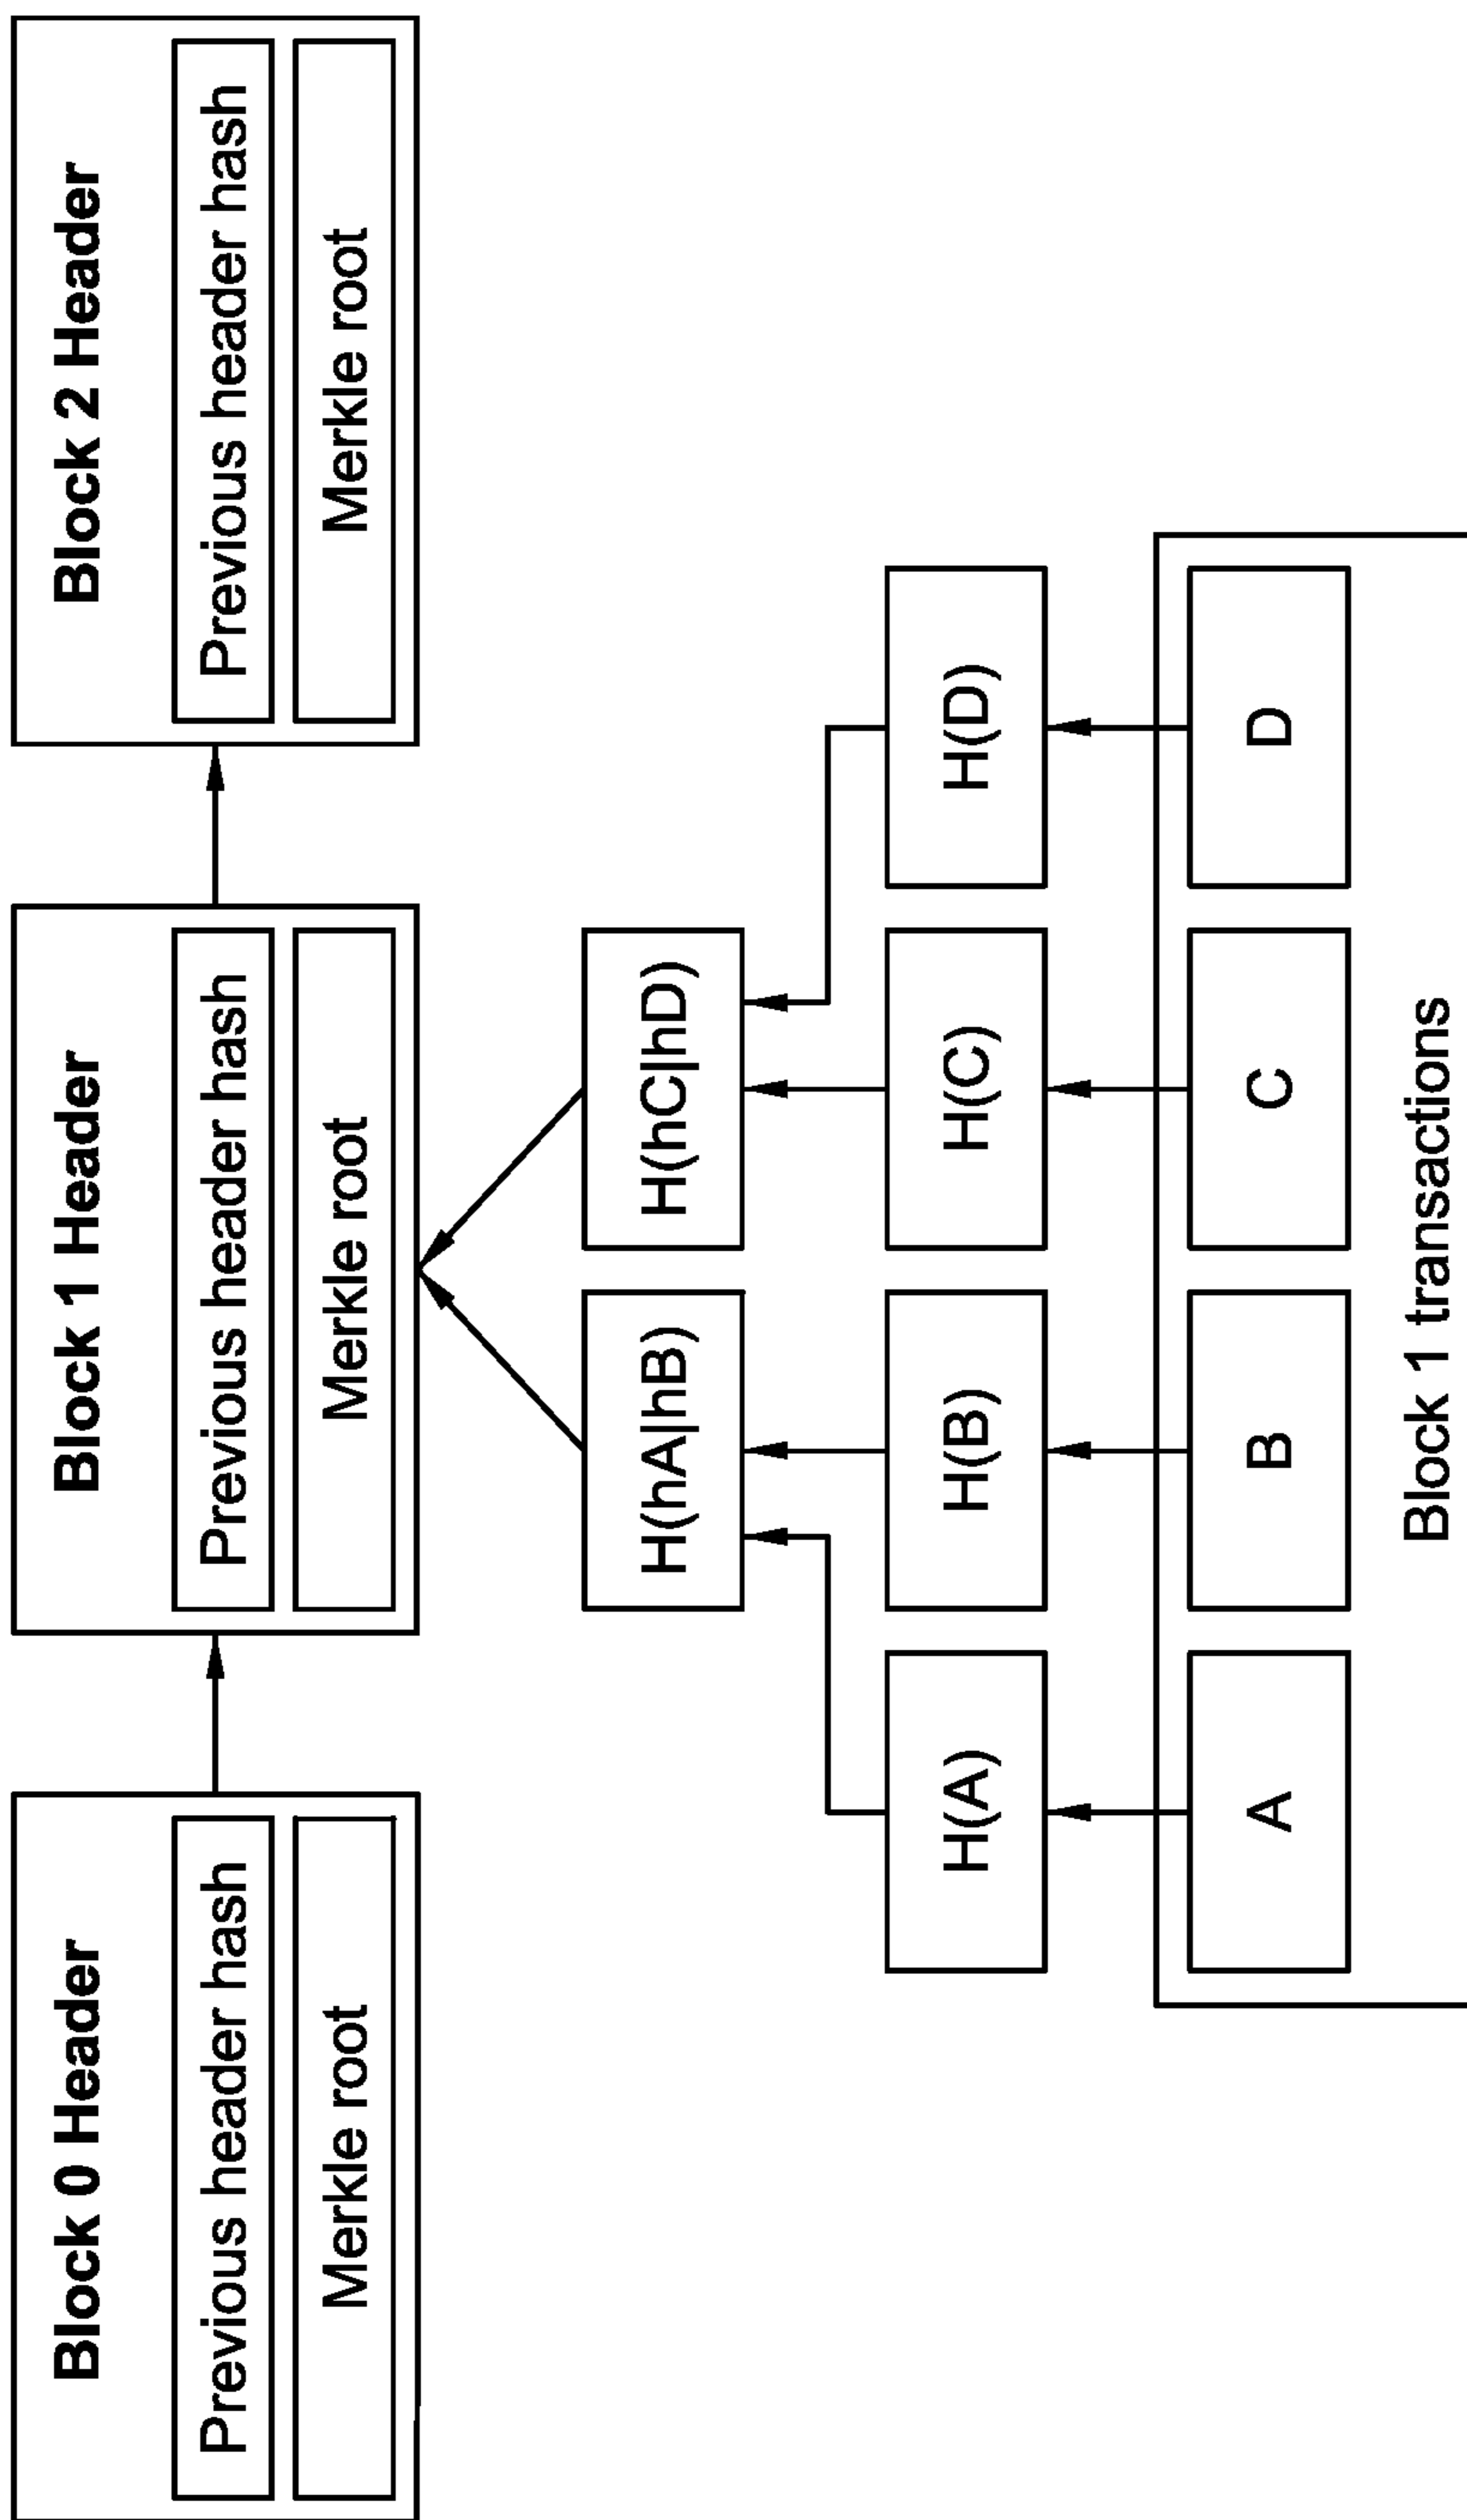 Block 0 Header
Previous header hash
Merkle root
Block 1 Header
Previous header hash
Merkle root
Block 2 Header
Previous header hash
Merkle root
H(hA|hB)
H(hC|hD)
H(A)
H(B)
H(C)
H(D)
A
B
C
D
Block 1 transactions